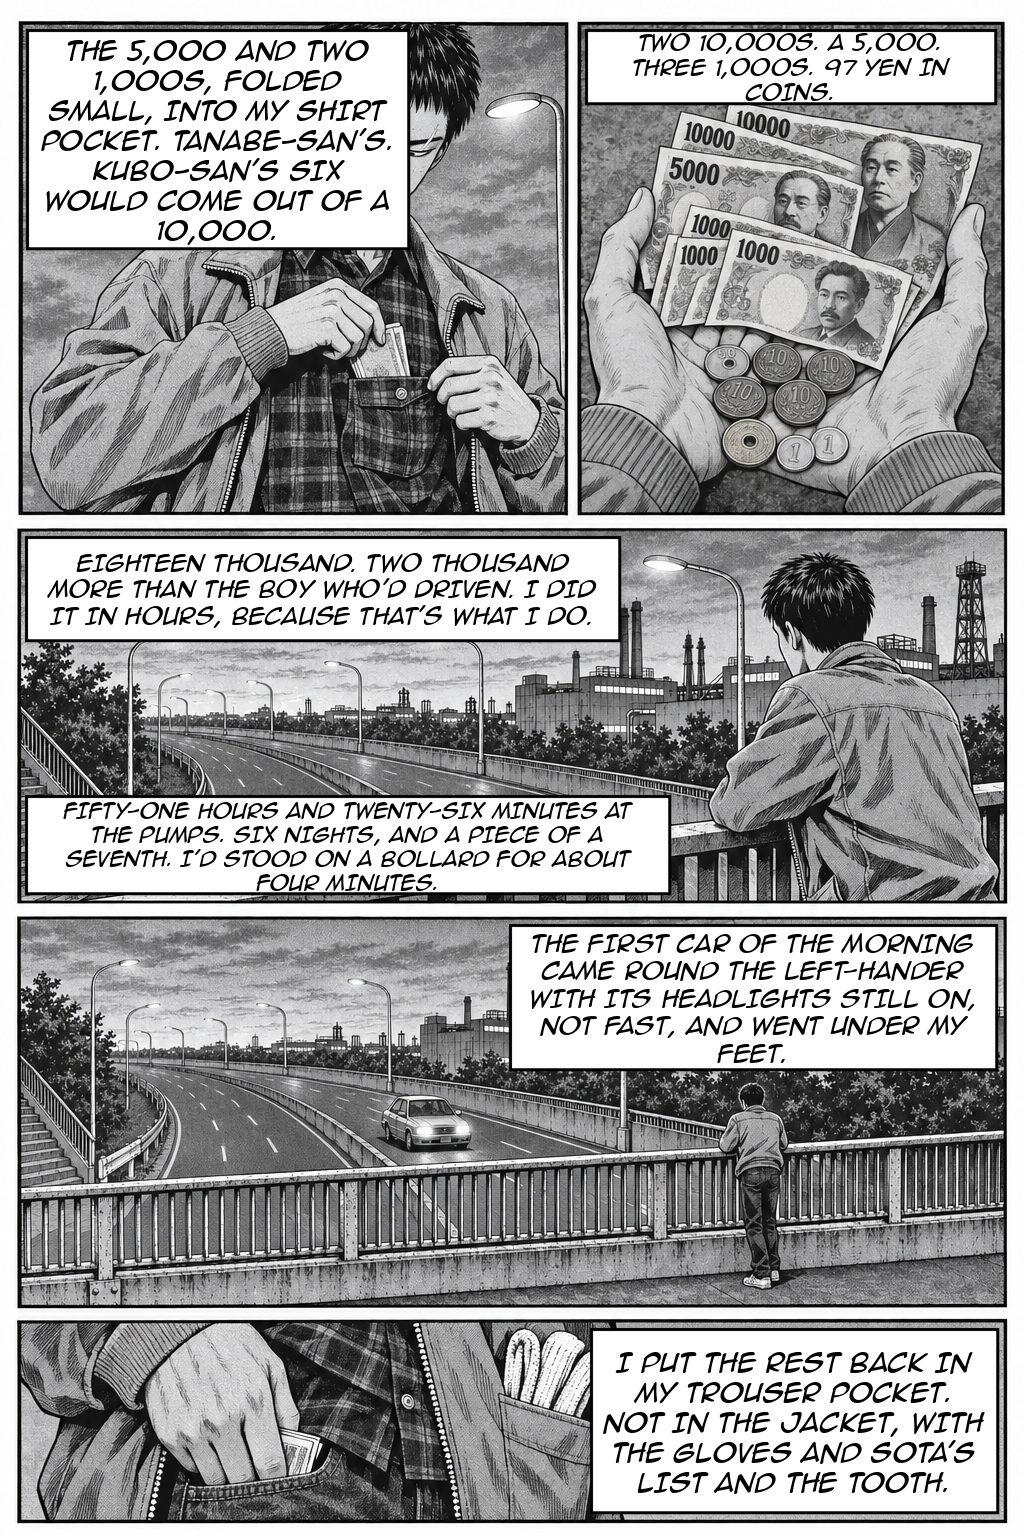 THE 5,000 AND TWO
1,000S, FOLDED
SMALL, INTO MY SHIRT
POCKET. TANABE-SAN'S.
KUBO-SAN'S SIX
WOULD COME OUT OF A
10,000.
TWO 10,000S. A 5,000.
THREE 1,000S. 97 YEN IN
COINS.
10000
10000
5000
1000
1000
1000
10
10
10
10
1
1
EIGHTEEN THOUSAND. TWO THOUSAND
MORE THAN THE BOY WHO'D DRIVEN. I DID
IT IN HOURS, BECAUSE THAT'S WHAT I DO.
FIFTY-ONE HOURS AND TWENTY-SIX MINUTES AT
THE PUMPS. SIX NIGHTS, AND A PIECE OF A
SEVENTH. I'D STOOD ON A BOLLARD FOR ABOUT
FOUR MINUTES.
THE FIRST CAR OF THE MORNING
CAME ROUND THE LEFT-HANDER
WITH ITS HEADLIGHTS STILL ON,
NOT FAST, AND WENT UNDER MY
FEET.
I PUT THE REST BACK IN
MY TROUSER POCKET.
NOT IN THE JACKET, WITH
THE GLOVES AND SOTA'S
LIST AND THE TOOTH.